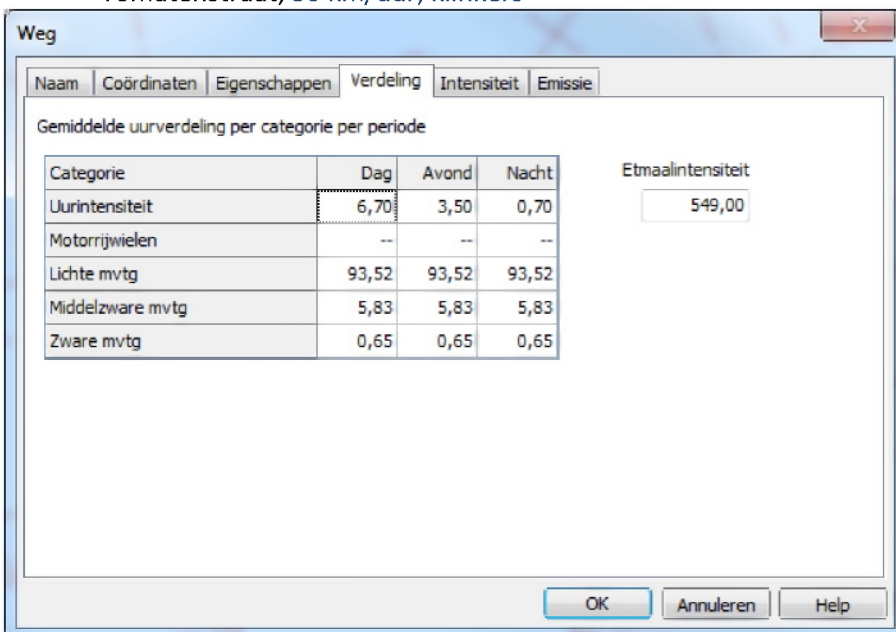 Weg
Naam Coördinaten Eigenschappen Verdeling Intensiteit Emissie
Gemiddelde uurverdeling per categorie per periode
Categorie Dag Avond Nacht Etmaalintensiteit
Uurintensiteit 6,70 3,50 0,70 549,00
Motorrijwielen -- -- --
Lichte mvtg 93,52 93,52 93,52
Middelzware mvtg 5,83 5,83 5,83
Zware mvtg 0,65 0,65 0,65
OK Annuleren Help